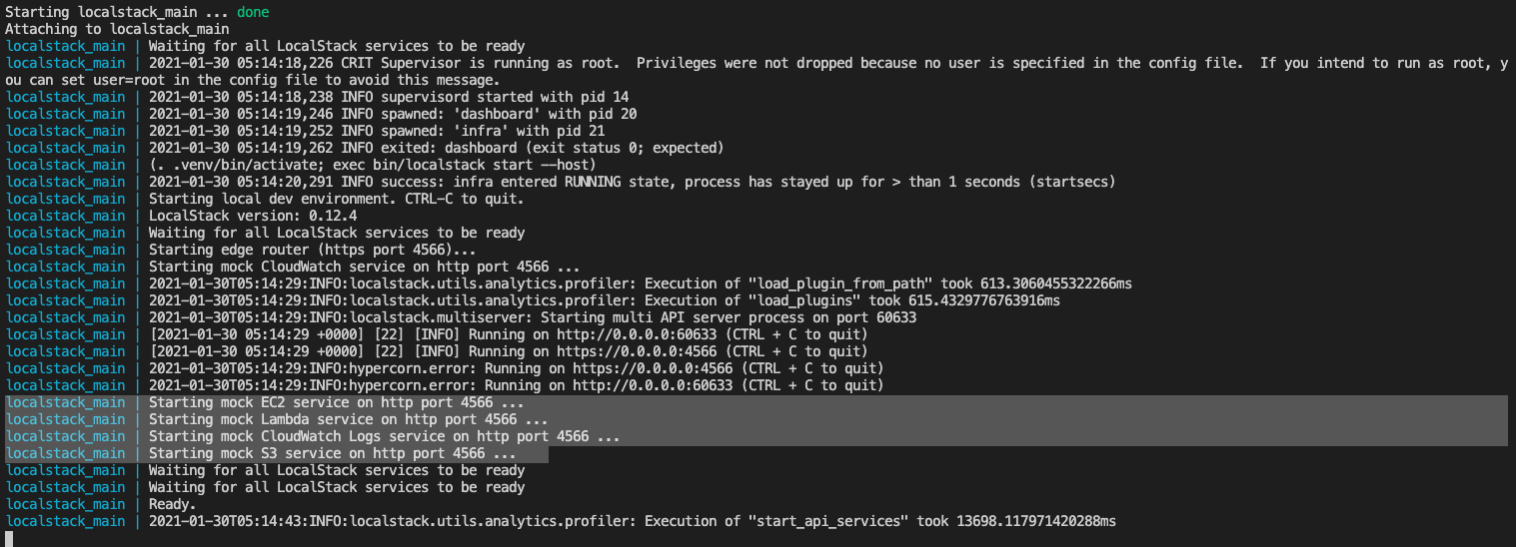 Starting localstack_main ... done
Attaching to localstack_main
localstack_main | Waiting for all LocalStack services to be ready
localstack_main | 2021-01-30 05:14:18,226 CRIT Supervisor is running as root.  Privileges were not dropped because no user is specified in the config file.  If you intend to run as root, y
ou can set user=root in the config file to avoid this message.
localstack_main | 2021-01-30 05:14:18,238 INFO supervisord started with pid 14
localstack_main | 2021-01-30 05:14:19,246 INFO spawned: 'dashboard' with pid 20
localstack_main | 2021-01-30 05:14:19,252 INFO spawned: 'infra' with pid 21
localstack_main | 2021-01-30 05:14:19,262 INFO exited: dashboard (exit status 0; expected)
localstack_main | (. .venv/bin/activate; exec bin/localstack start --host)
localstack_main | 2021-01-30 05:14:20,291 INFO success: infra entered RUNNING state, process has stayed up for > than 1 seconds (startsecs)
localstack_main | Starting local dev environment. CTRL-C to quit.
localstack_main | LocalStack version: 0.12.4
localstack_main | Waiting for all LocalStack services to be ready
localstack_main | Starting edge router (https port 4566)...
localstack_main | Starting mock CloudWatch service on http port 4566 ...
localstack_main | 2021-01-30T05:14:29:INFO:localstack.utils.analytics.profiler: Execution of "load_plugin_from_path" took 613.3060455322266ms
localstack_main | 2021-01-30T05:14:29:INFO:localstack.utils.analytics.profiler: Execution of "load_plugins" took 615.4329776763916ms
localstack_main | 2021-01-30T05:14:29:INFO:localstack.multiserver: Starting multi API server process on port 60633
localstack_main | [2021-01-30 05:14:29 +0000] [22] [INFO] Running on http://0.0.0.0:60633 (CTRL + C to quit)
localstack_main | [2021-01-30 05:14:29 +0000] [22] [INFO] Running on https://0.0.0.0:4566 (CTRL + C to quit)
localstack_main | 2021-01-30T05:14:29:INFO:hypercorn.error: Running on https://0.0.0.0:4566 (CTRL + C to quit)
localstack_main | 2021-01-30T05:14:29:INFO:hypercorn.error: Running on http://0.0.0.0:60633 (CTRL + C to quit)
localstack_main | Starting mock EC2 service on http port 4566 ...
localstack_main | Starting mock Lambda service on http port 4566 ...
localstack_main | Starting mock CloudWatch Logs service on http port 4566 ...
localstack_main | Starting mock S3 service on http port 4566 ...
localstack_main | Waiting for all LocalStack services to be ready
localstack_main | Waiting for all LocalStack services to be ready
localstack_main | Ready.
localstack_main | 2021-01-30T05:14:43:INFO:localstack.utils.analytics.profiler: Execution of "start_api_services" took 13698.117971420288ms